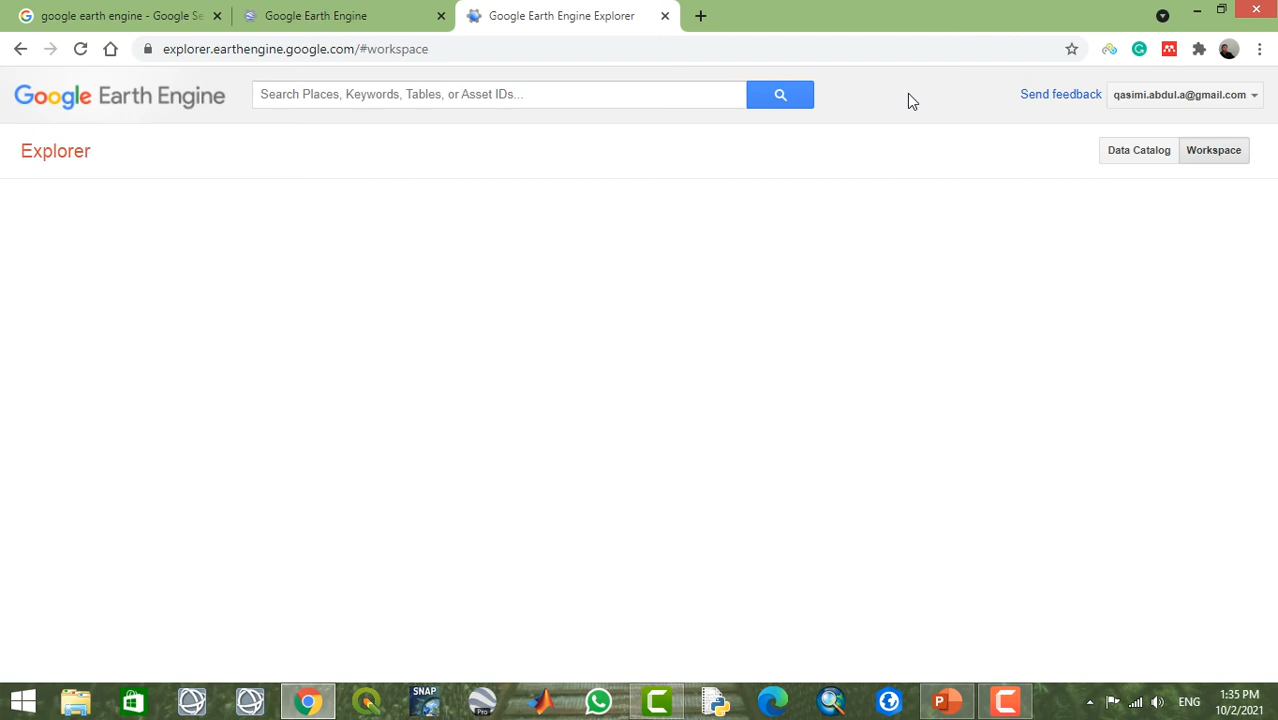 google earth engine - Google Se
Google Earth Engine
Google Earth Engine Explorer
explorer.earthengine.google.com/#workspace
Google Earth Engine
Search Places, Keywords, Tables, or Asset IDs...
Send feedback
qasimi.abdul.a@gmail.com
Explorer
Data Catalog
Workspace
SNAP
Pro
ENG
1:35 PM
10/2/2021